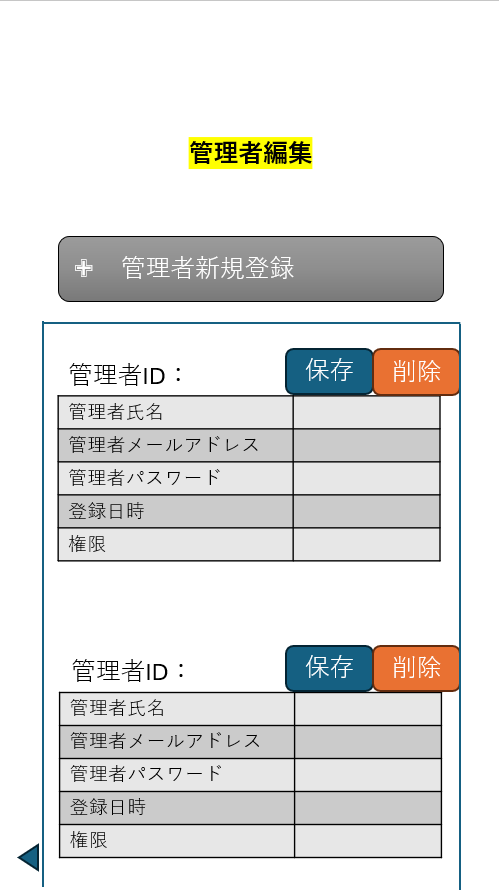 管理者編集
管理者新規登録
管理者ID： 保存 削除
管理者氏名
管理者メールアドレス
管理者パスワード
登録日時
権限
管理者ID： 保存 削除
管理者氏名
管理者メールアドレス
管理者パスワード
登録日時
権限